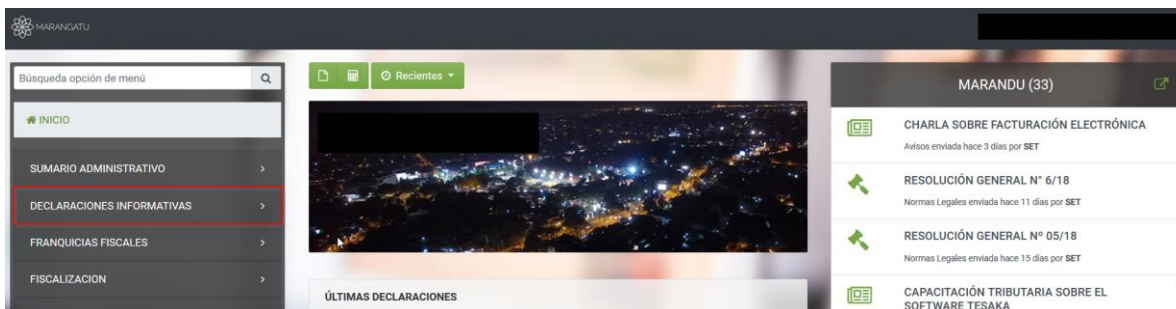 MARANGATU
Búsqueda opción de menú
INICIO
SUMARIO ADMINISTRATIVO
DECLARACIONES INFORMATIVAS
FRANQUICIAS FISCALES
FISCALIZACION
Recientes
ÚLTIMAS DECLARACIONES
MARANDU (33)
CHARLA SOBRE FACTURACIÓN ELECTRÓNICA
Avisos enviada hace 3 días por SET
RESOLUCIÓN GENERAL N° 6/18
Normas Legales enviada hace 11 días por SET
RESOLUCIÓN GENERAL Nº 05/18
Normas Legales enviada hace 15 días por SET
CAPACITACIÓN TRIBUTARIA SOBRE EL
SOFTWARE TESAKA